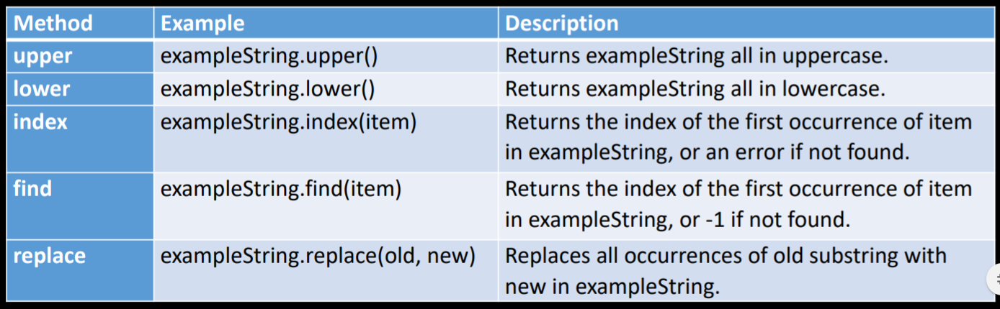 Method Example Description
upper exampleString.upper() Returns exampleString all in uppercase.
lower exampleString.lower() Returns exampleString all in lowercase.
index exampleString.index(item) Returns the index of the first occurrence of item
in exampleString, or an error if not found.
find exampleString.find(item) Returns the index of the first occurrence of item
in exampleString, or -1 if not found.
replace exampleString.replace(old, new) Replaces all occurrences of old substring with
new in exampleString.